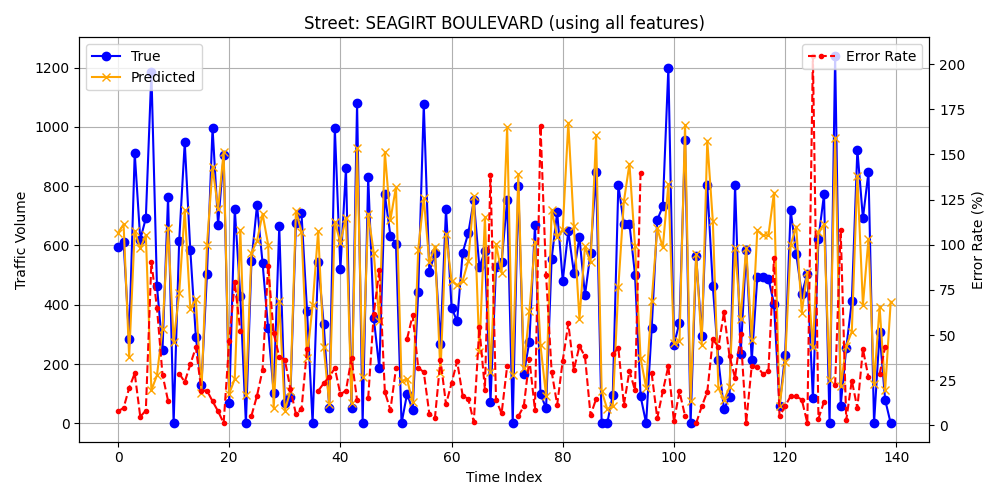 Street: SEAGIRT BOULEVARD (using all features)
True
Predicted
Error Rate
Traffic Volume
1200
1000
800
600
400
200
0
200
175
150
125
100
75
50
25
0
Error Rate (%)
0 20 40 60 80 100 120 140
Time Index